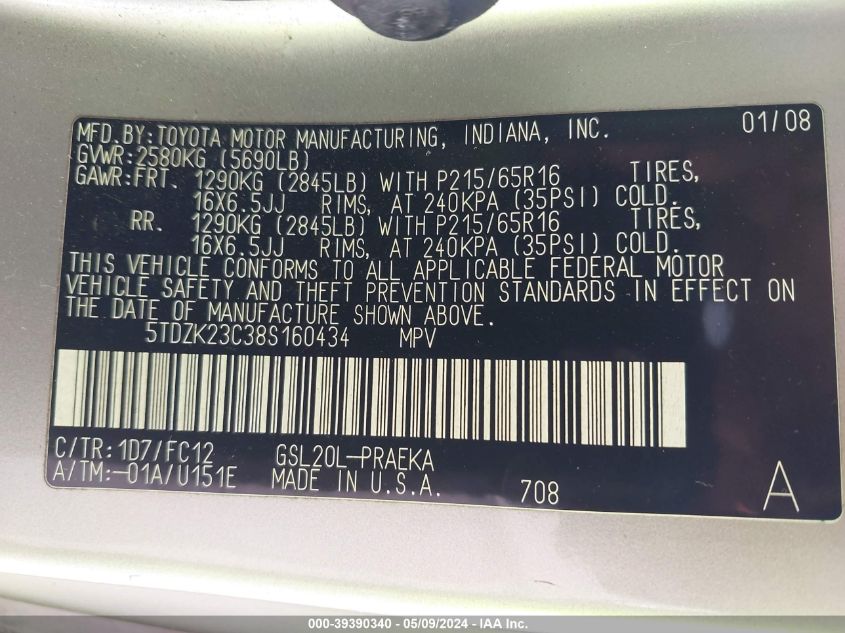 MFD. BY: TOYOTA MOTOR MANUFACTURING, INDIANA, INC. 01/08
GVWR: 2580KG (5690LB)
GAWR: FRT. 1290KG (2845LB) WITH P215/65R16 TIRES,
16X6.5JJ RIMS, AT 240KPA (35PSI) COLD.
RR. 1290KG (2845LB) WITH P215/65R16 TIRES,
16X6.5JJ RIMS, AT 240KPA (35PSI) COLD.
THIS VEHICLE CONFORMS TO ALL APPLICABLE FEDERAL MOTOR
VEHICLE SAFETY AND THEFT PREVENTION STANDARDS IN EFFECT ON
THE DATE OF MANUFACTURE SHOWN ABOVE.
5TDZK23C38S160434 MPV
C/TR: 1D7/FC12 GSL20L-PRAEKA
A/TM: -01A/U151E MADE IN U.S.A. 708 A
000-39390340 - 05/09/2024 - IAA Inc.